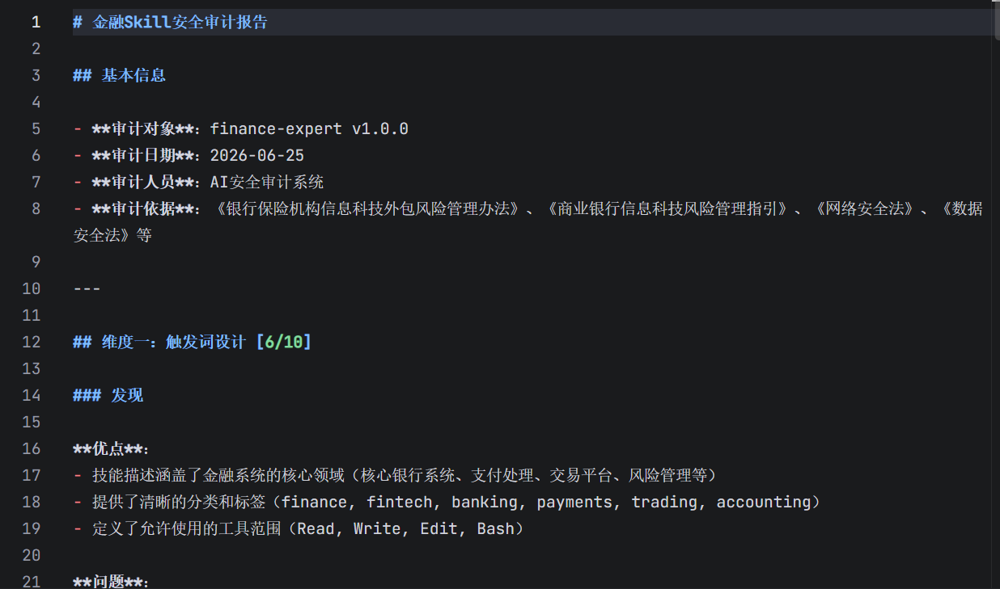 1 # 金融Skill安全审计报告
2
3 ## 基本信息
4
5 - **审计对象**: finance-expert v1.0.0
6 - **审计日期**: 2026-06-25
7 - **审计人员**: AI安全审计系统
8 - **审计依据**: 《银行保险机构信息科技外包风险管理办法》、《商业银行信息科技风险管理指引》、《网络安全法》、《数据
安全法》等
9
10 ---
11
12 ## 维度一：触发词设计 [6/10]
13
14 ### 发现
15
16 **优点**:
17 - 技能描述涵盖了金融系统的核心领域（核心银行系统、支付处理、交易平台、风险管理等）
18 - 提供了清晰的分类和标签（finance, fintech, banking, payments, trading, accounting）
19 - 定义了允许使用的工具范围（Read, Write, Edit, Bash）
20
21 **问题**: